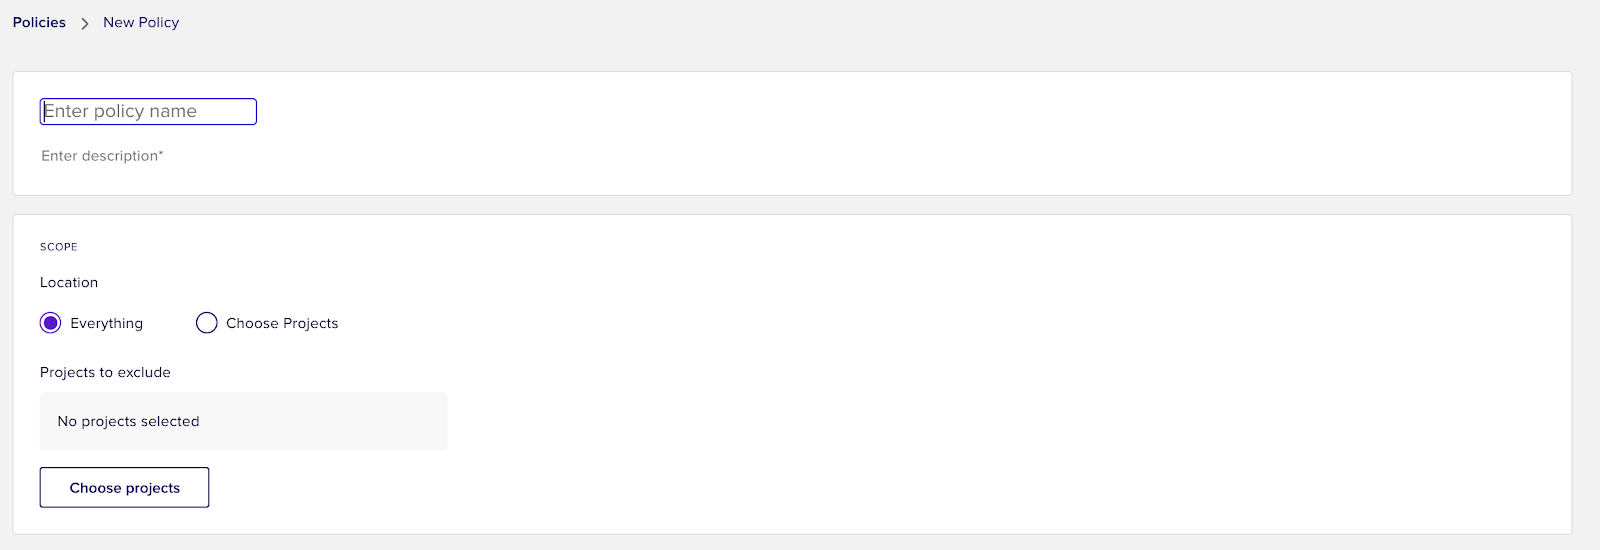 Policies > New Policy
Enter policy name
Enter description*
SCOPE
Location
Everything Choose Projects
Projects to exclude
No projects selected
Choose projects